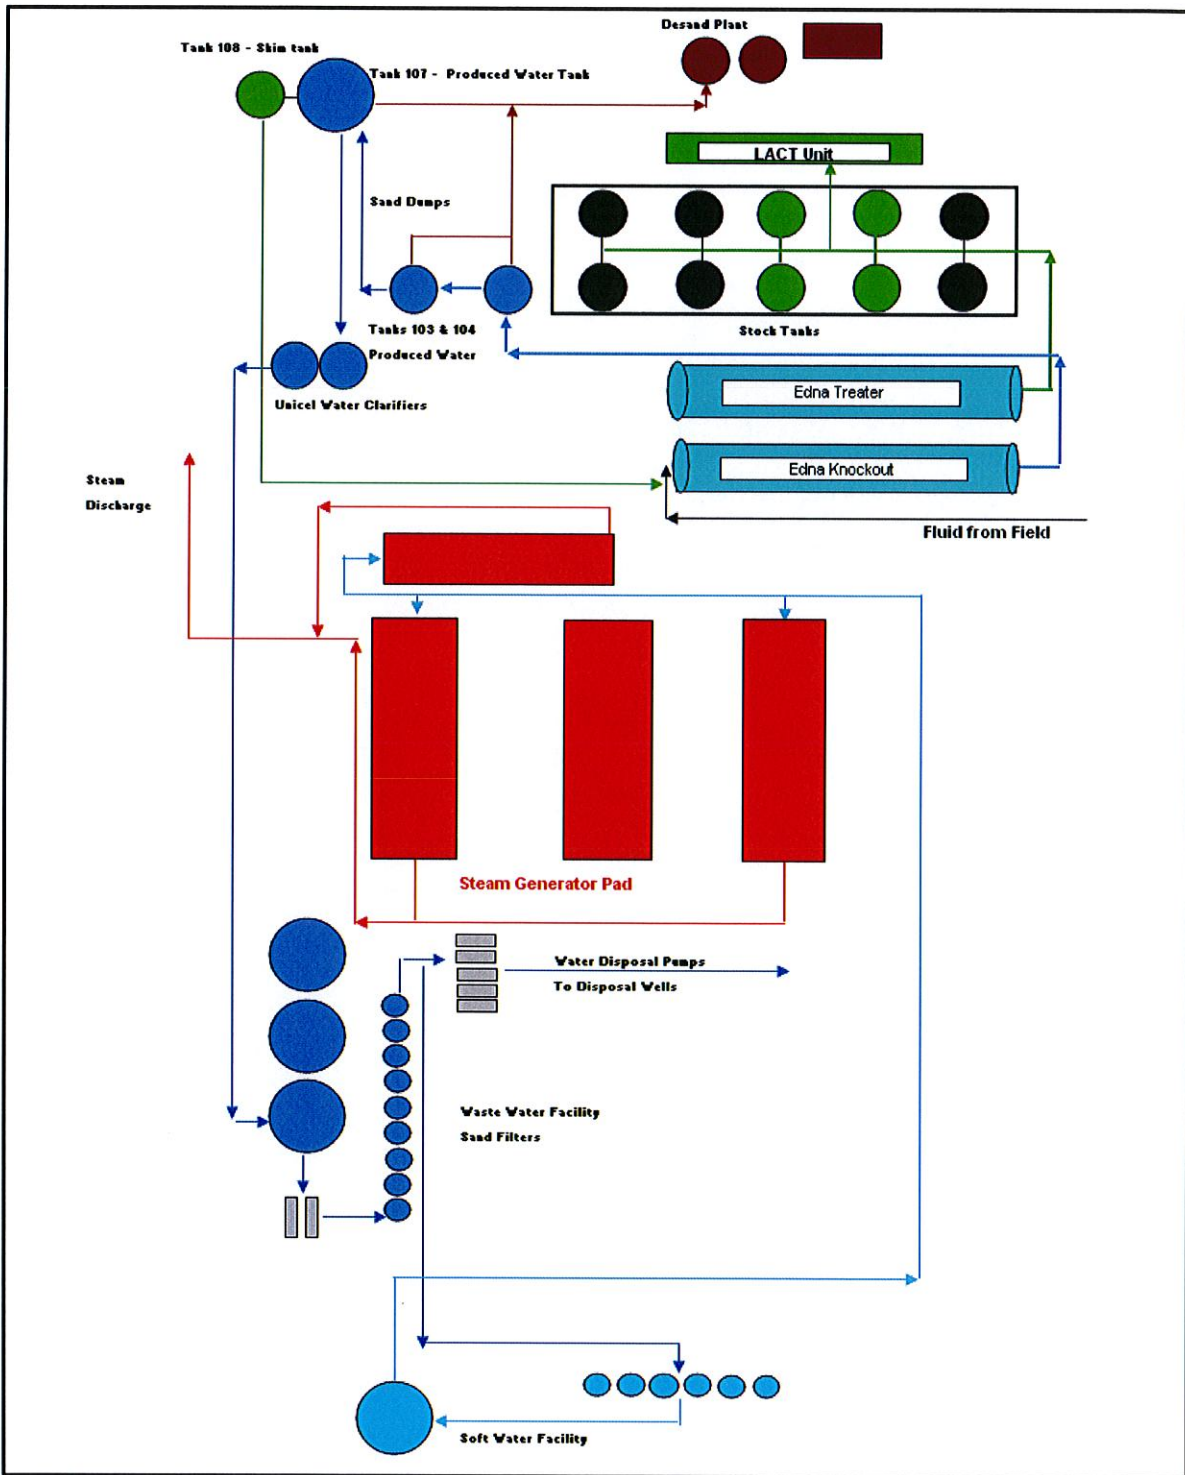 Desand Plant
Tank 108 - Skim tank
Tank 107 - Produced Water Tank
LACT Unit
Sand Dumps
Stock Tanks
Tanks 103 & 104
Produced Water
Edna Treater
Unicel Water Clarifiers
Edna Knockout
Steam
Discharge
Fluid from Field
Steam Generator Pad
Water Disposal Pumps
To Disposal Wells
Waste Water Facility
Sand Filters
Soft Water Facility